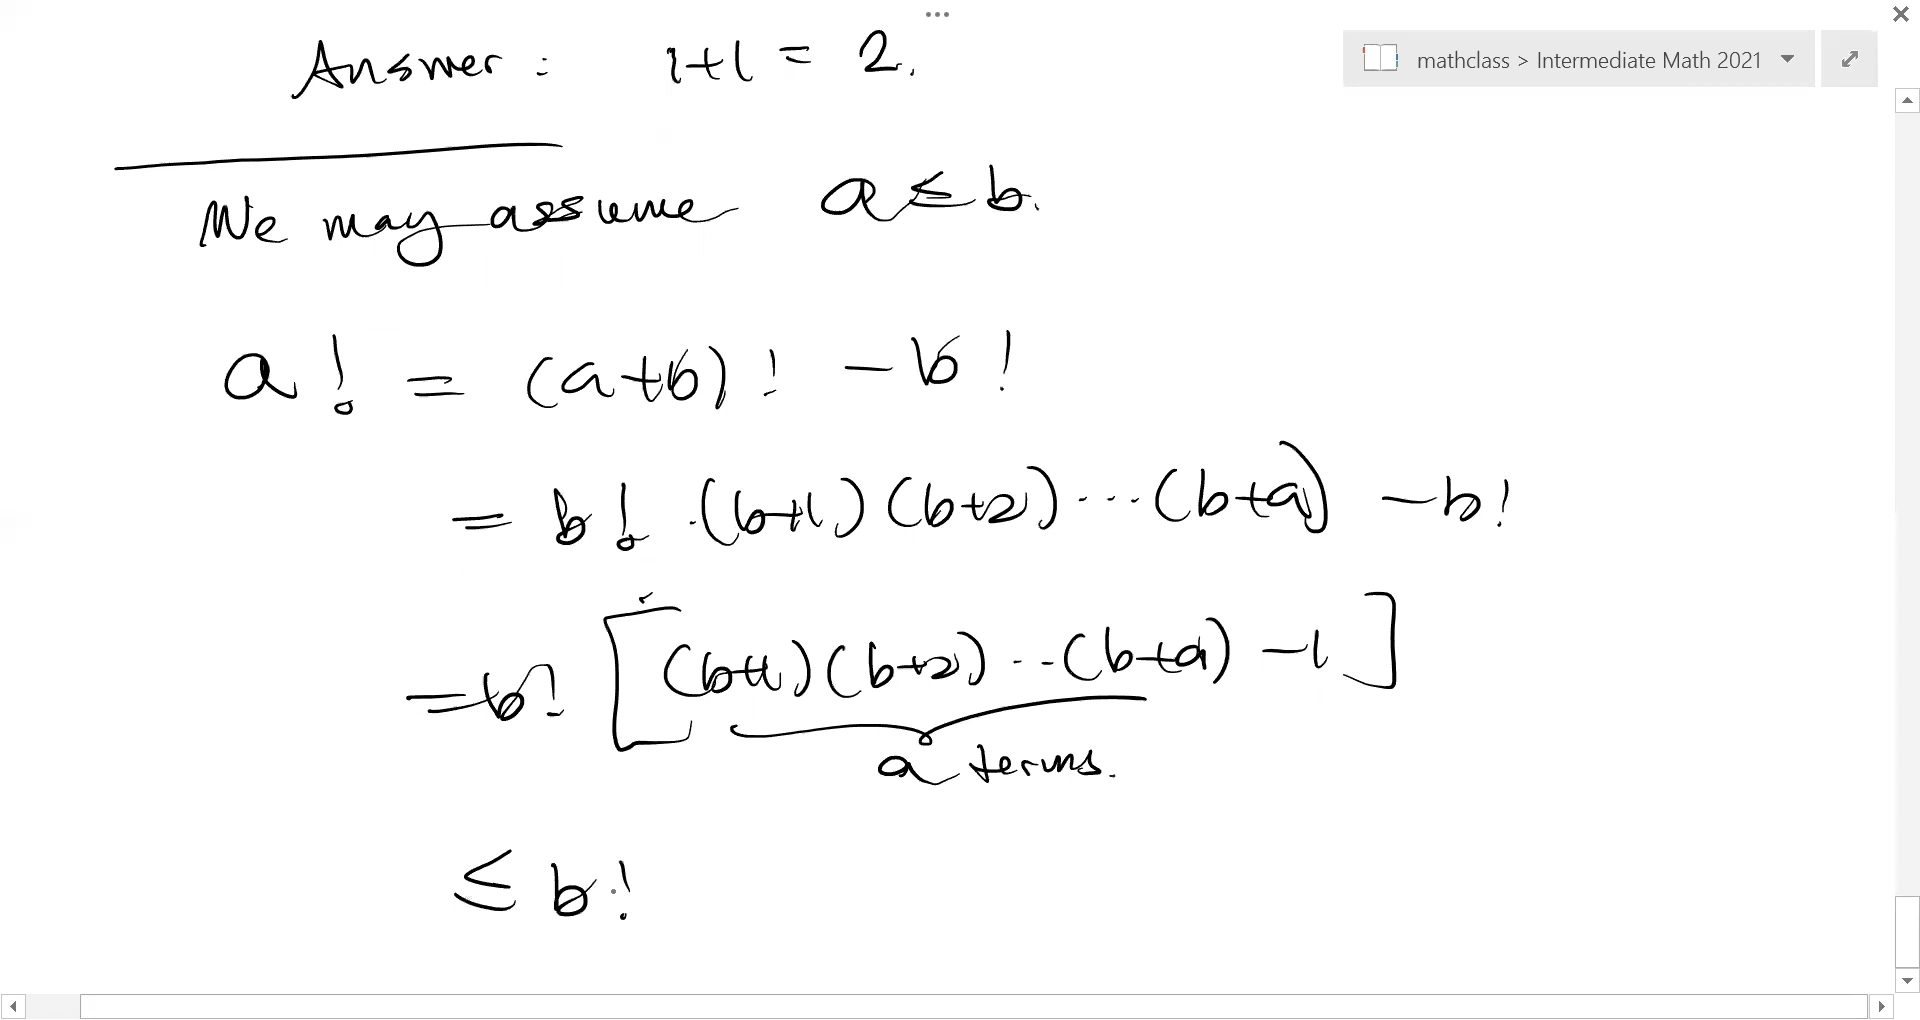 ...
Answer : 1+1 = 2.
mathclass > Intermediate Math 2021
We may assume a ≤ b.
a! = (a+b)! - b!
= b! ·(b+1)(b+2)···(b+a) - b!
= b! [(b+1)(b+2)···(b+a) - 1]
a terms.
≤ b!